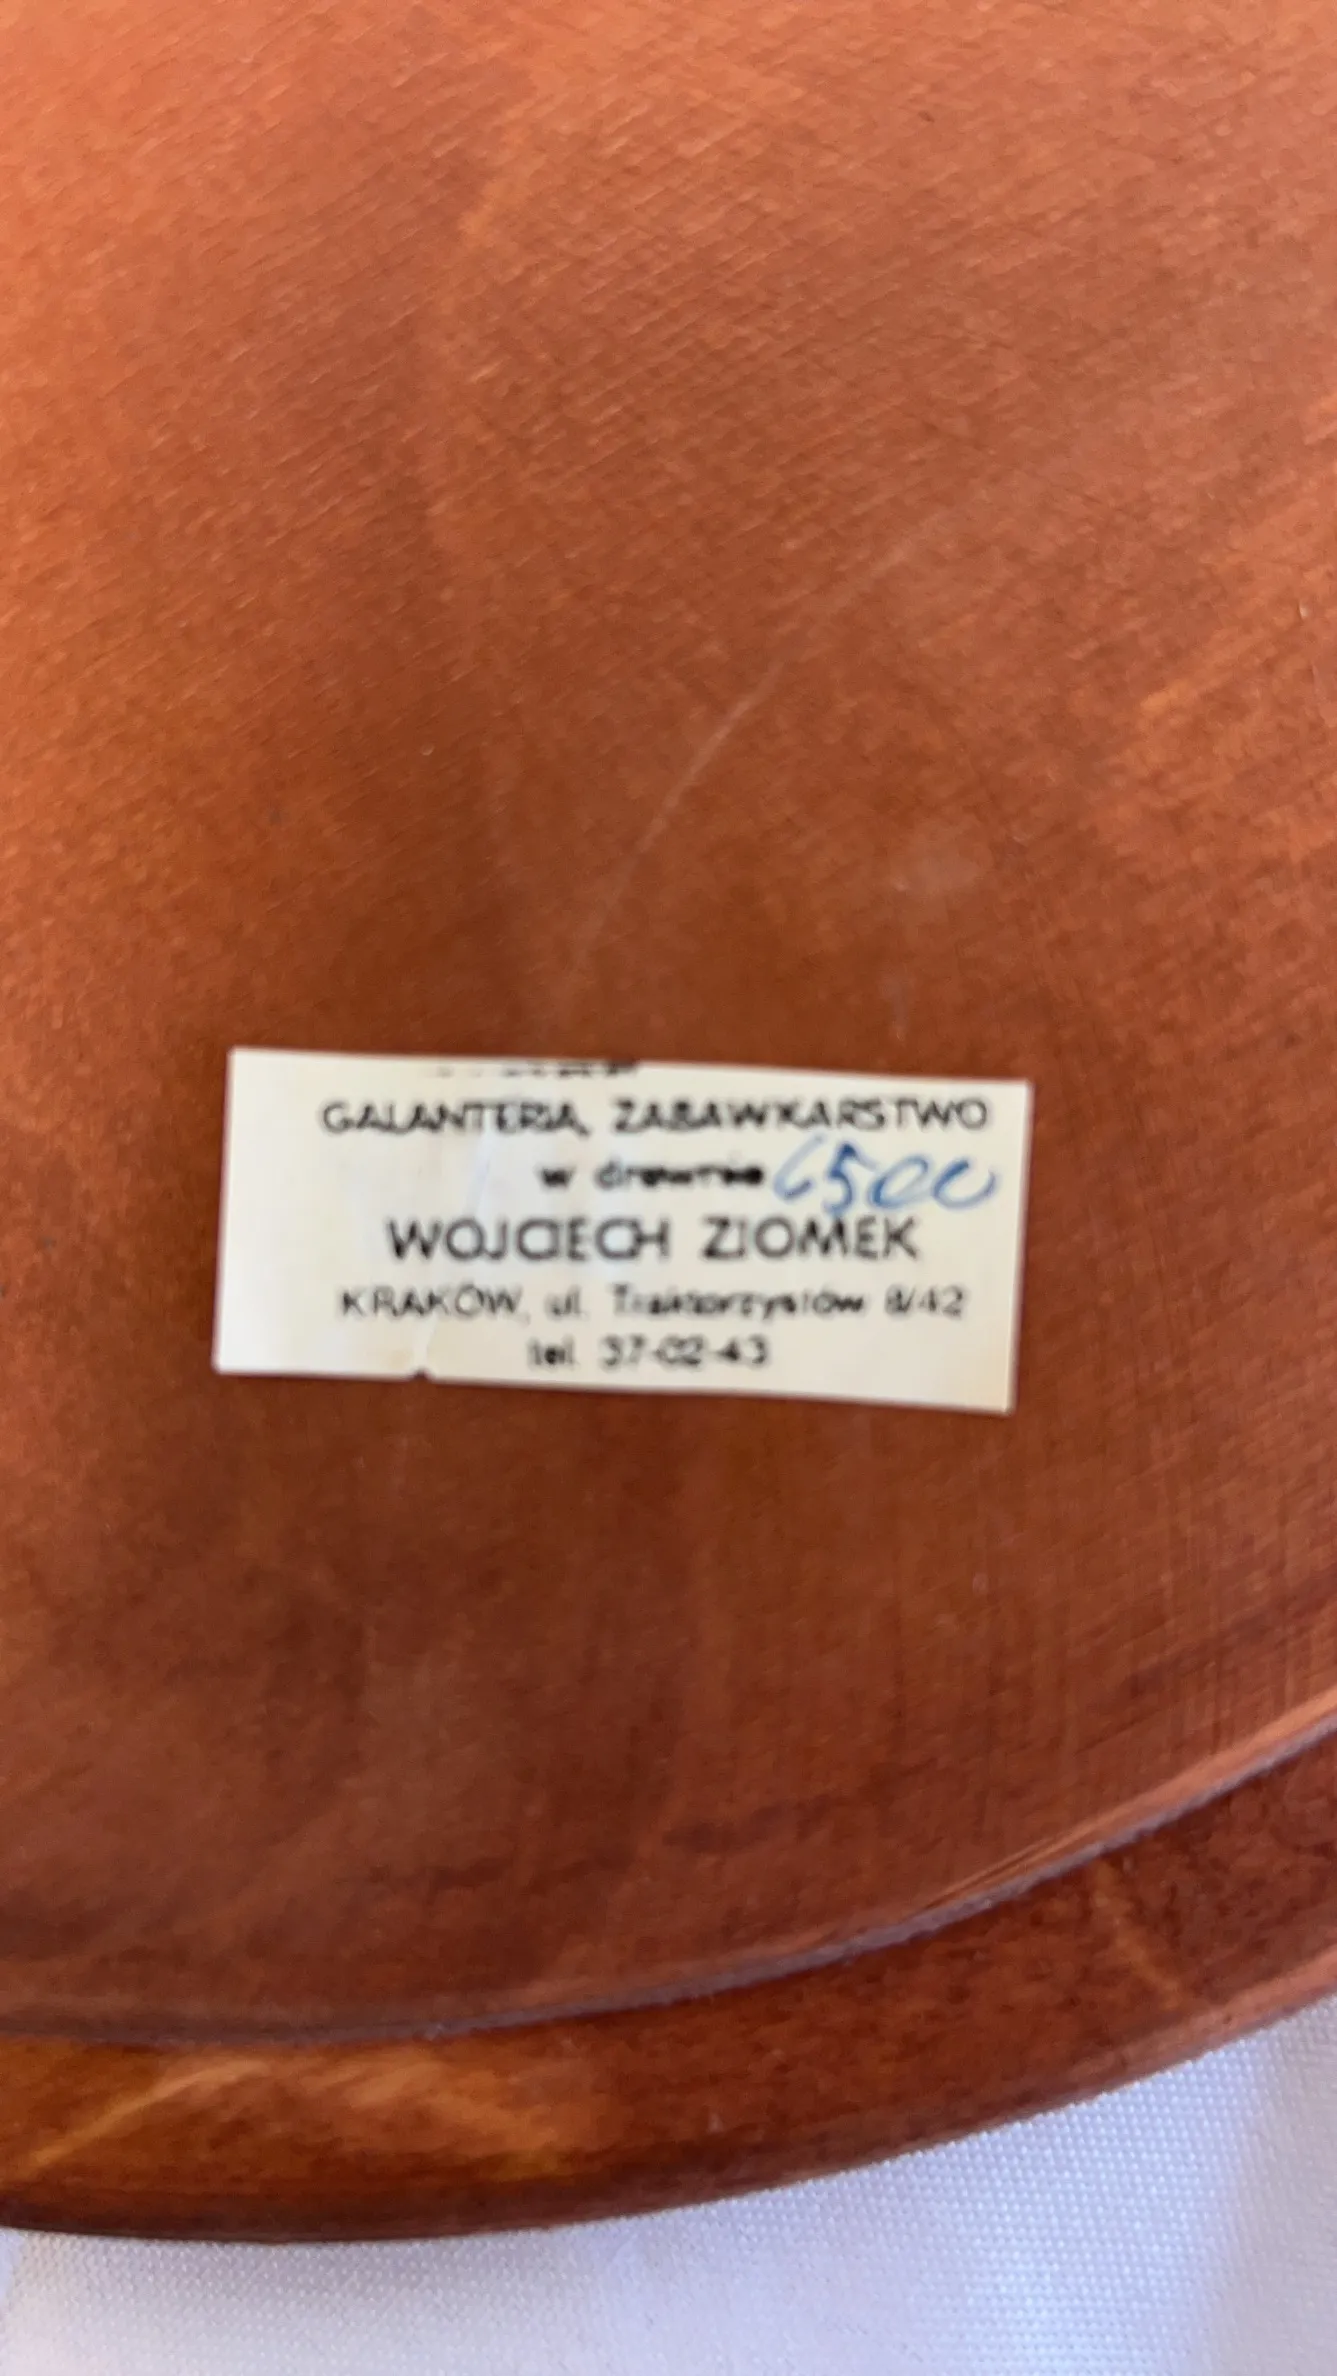 GALANTERIA, ZABAWKARSTWO
w drewnie 6500
WOJCIECH ZIOMEK
KRAKÓW, ul. Traktorzystów 8/42
tel. 37-02-43